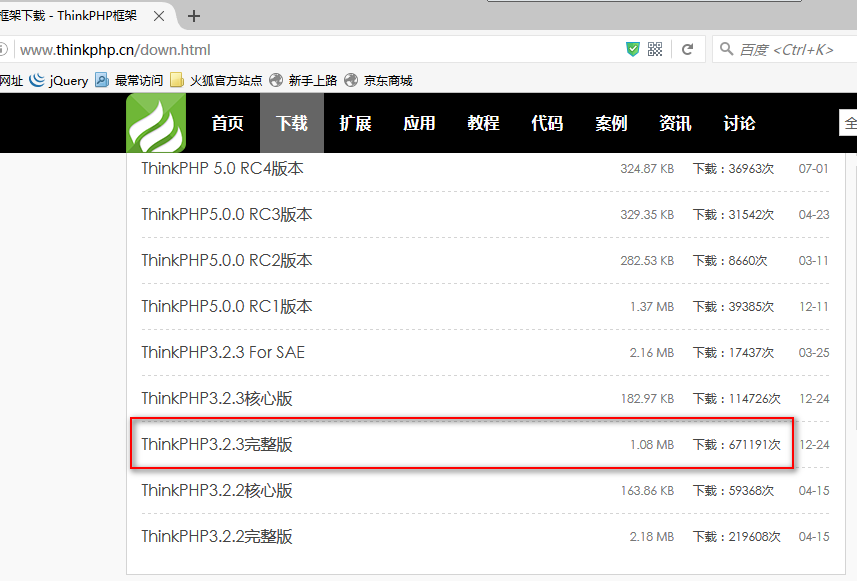 框架下载 - ThinkPHP框架
www.thinkphp.cn/down.html
百度 <Ctrl+K>
网址 jQuery 最常访问 火狐官方站点 新手上路 京东商城
首页 下载 扩展 应用 教程 代码 案例 资讯 讨论 全
ThinkPHP 5.0 RC4版本 324.87 KB 下载：36963次 07-01
ThinkPHP5.0.0 RC3版本 329.35 KB 下载：31542次 04-23
ThinkPHP5.0.0 RC2版本 282.53 KB 下载：8660次 03-11
ThinkPHP5.0.0 RC1版本 1.37 MB 下载：39385次 12-11
ThinkPHP3.2.3 For SAE 2.16 MB 下载：17437次 03-25
ThinkPHP3.2.3核心版 182.97 KB 下载：114726次 12-24
ThinkPHP3.2.3完整版 1.08 MB 下载：671191次 12-24
ThinkPHP3.2.2核心版 163.86 KB 下载：59368次 04-15
ThinkPHP3.2.2完整版 2.18 MB 下载：219608次 04-15